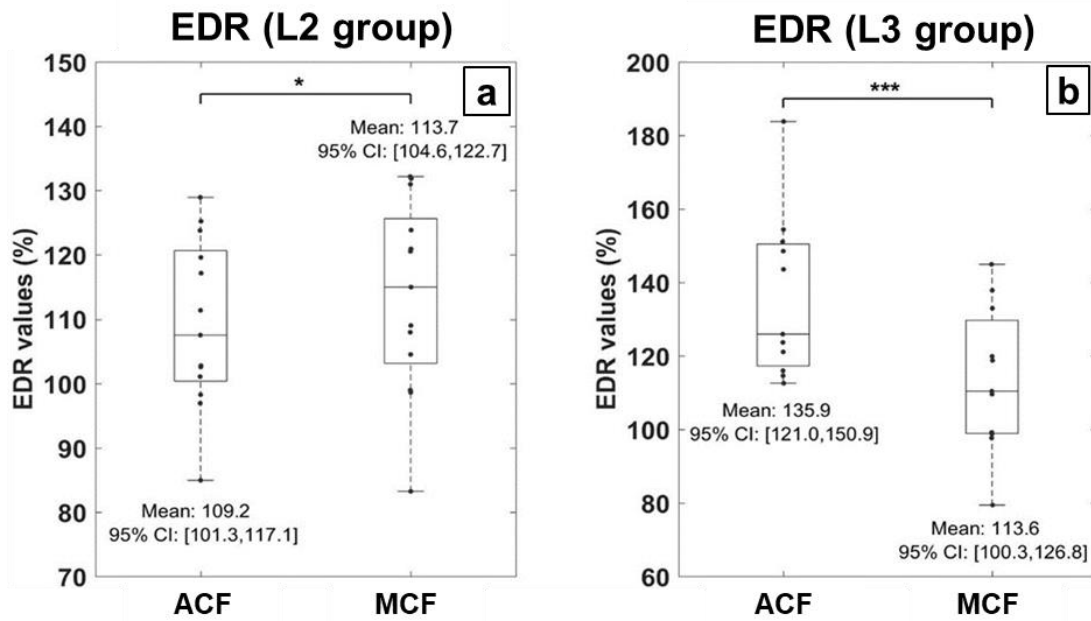 EDR (L2 group)
a
*
Mean: 113.7
95% CI: [104.6,122.7]
Mean: 109.2
95% CI: [101.3,117.1]
EDR values (%)
150
140
130
120
110
100
90
80
70
ACF
MCF
EDR (L3 group)
b
***
Mean: 135.9
95% CI: [121.0,150.9]
Mean: 113.6
95% CI: [100.3,126.8]
EDR values (%)
200
180
160
140
120
100
80
60
ACF
MCF